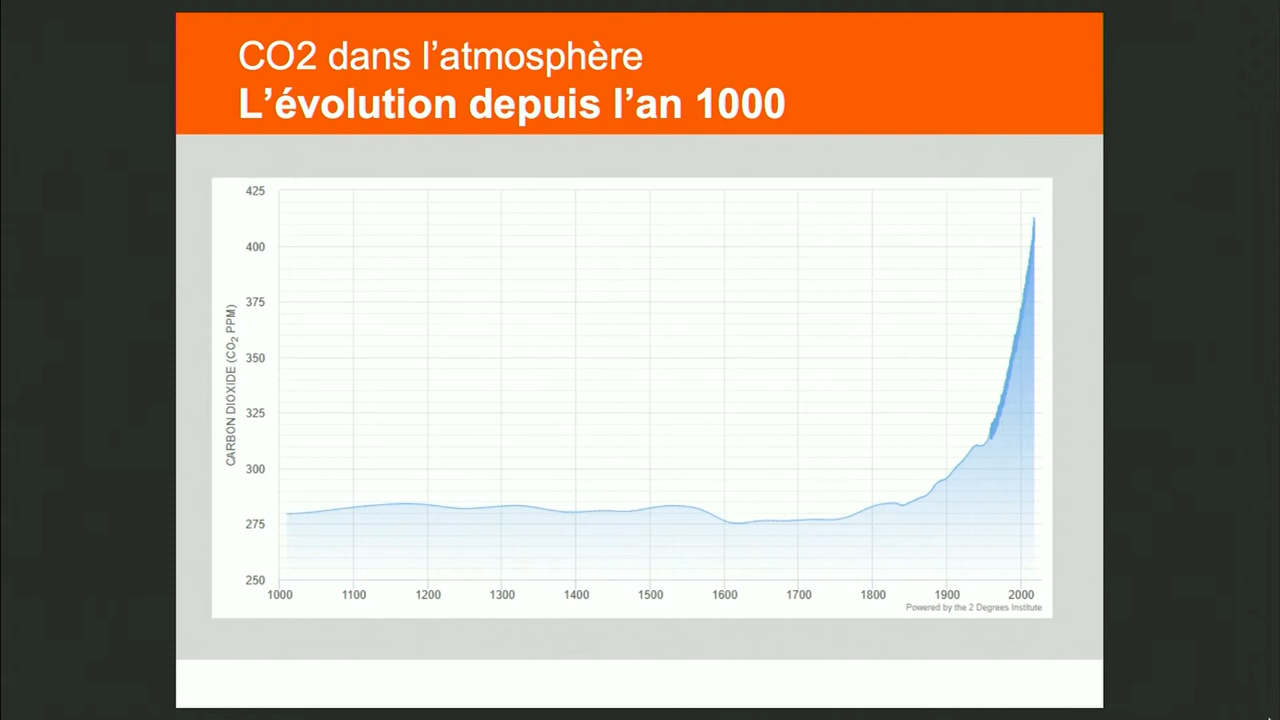 CO2 dans l’atmosphère
L’évolution depuis l’an 1000
425
400
375
350
325
300
275
250
CARBON DIOXIDE (CO₂ PPM)
1000 1100 1200 1300 1400 1500 1600 1700 1800 1900 2000
Powered by the 2 Degrees Institute